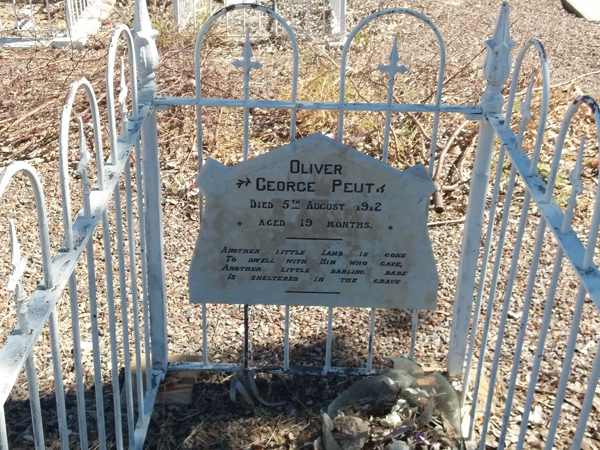 OLIVER
GEORGE PEUT
DIED 5TH AUGUST 1912
AGED 19 MONTHS.
ANOTHER LITTLE LAMB IS GONE
TO DWELL WITH HIM WHO GAVE,
ANOTHER LITTLE DARLING BABE
IS SHELTERED IN THE GRAVE